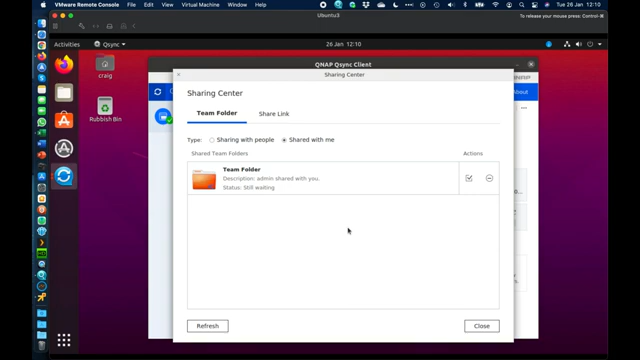 VMware Remote Console File Edit View Virtual Machine Window Help Tue 26 Jan 12:10
Ubuntu3
To release your mouse press: Control-⌘
Activities Qsync 26 Jan 12:10
craig
Rubbish Bin
QNAP Qsync Client
About
Sharing Center
Sharing Center
Team Folder Share Link
Type: Sharing with people Shared with me
Shared Team Folders Actions
Team Folder
Description: admin shared with you.
Status: Still waiting
Refresh Close